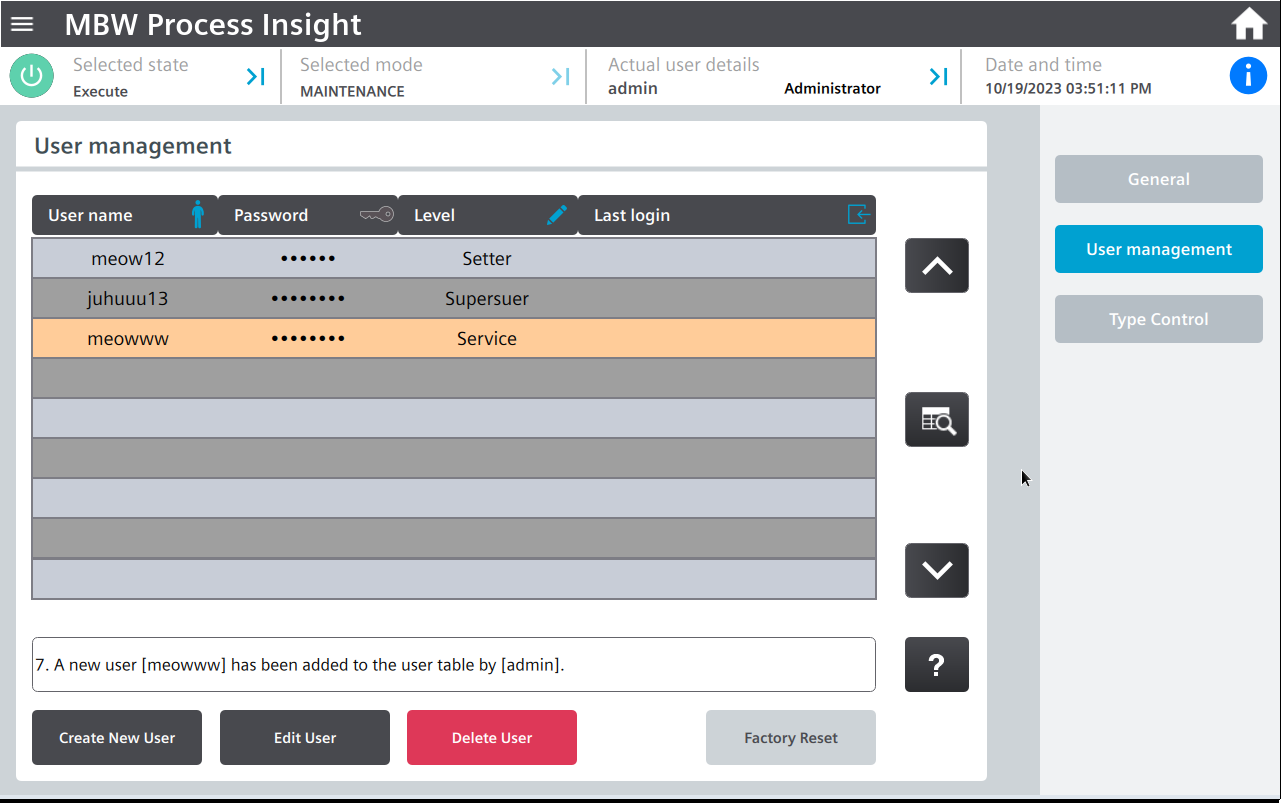 MBW Process Insight
Selected state
Execute
Selected mode
MAINTENANCE
Actual user details
admin Administrator
Date and time
10/19/2023 03:51:11 PM
User management
User name Password Level Last login
meow12 •••••• Setter
juhuuu13 •••••••• Supersuer
meowww •••••••• Service
7. A new user [meowww] has been added to the user table by [admin].
?
Create New User Edit User Delete User Factory Reset
General
User management
Type Control